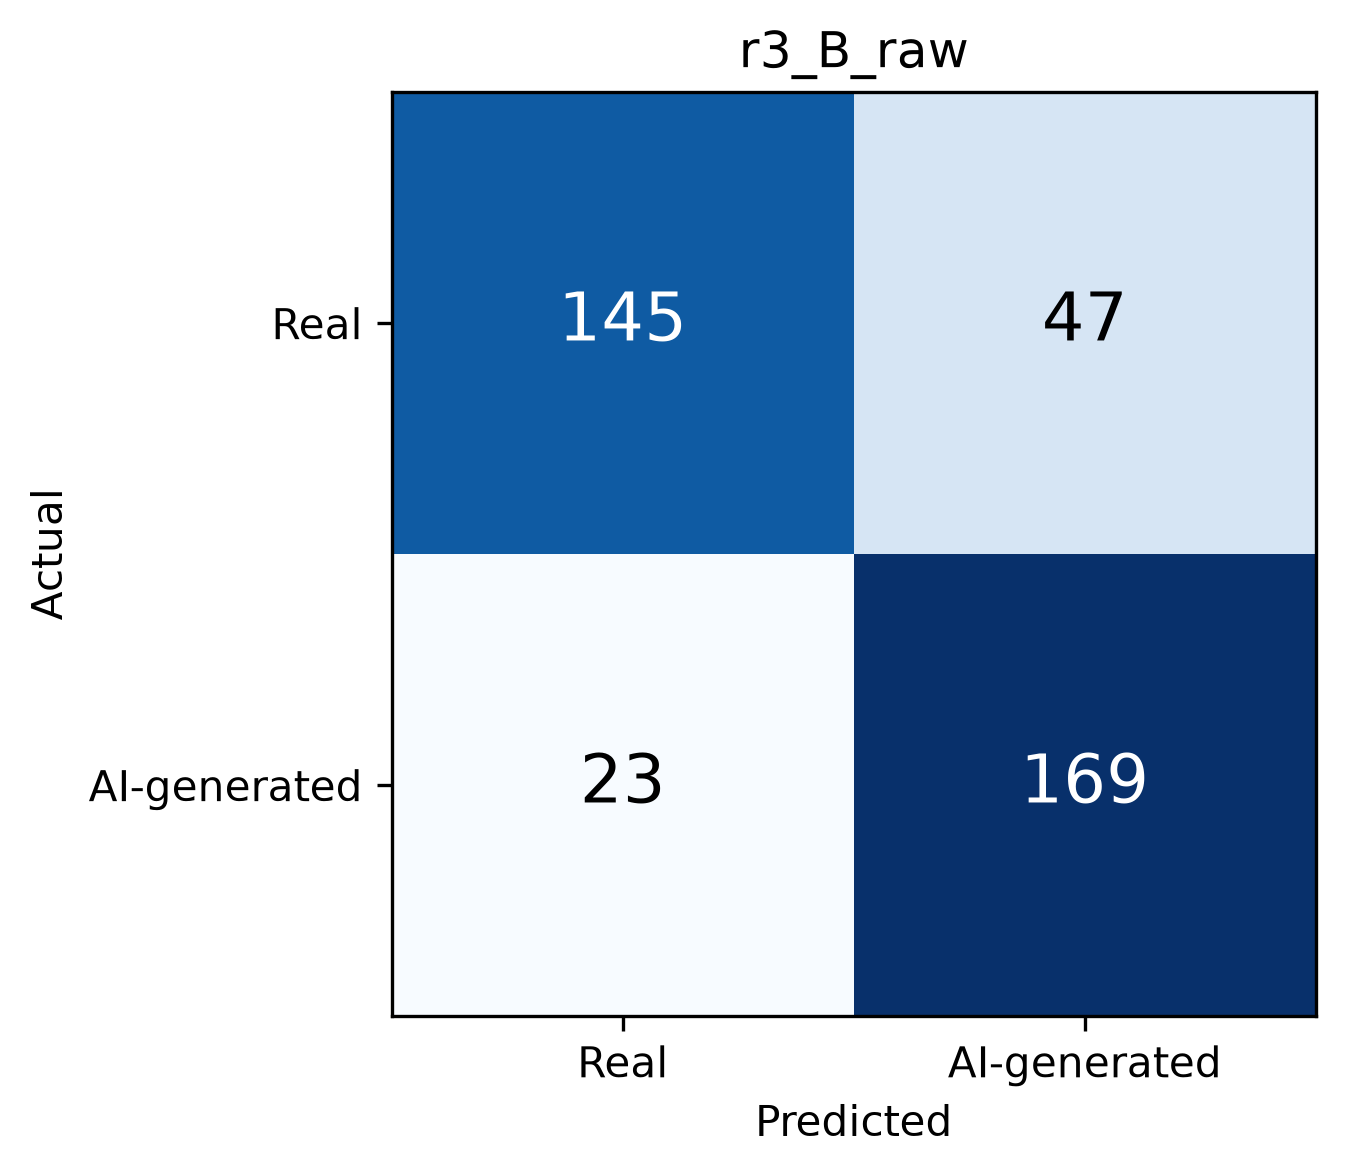 r3_B_raw
Actual
Real
145
47
AI-generated
23
169
Real
AI-generated
Predicted